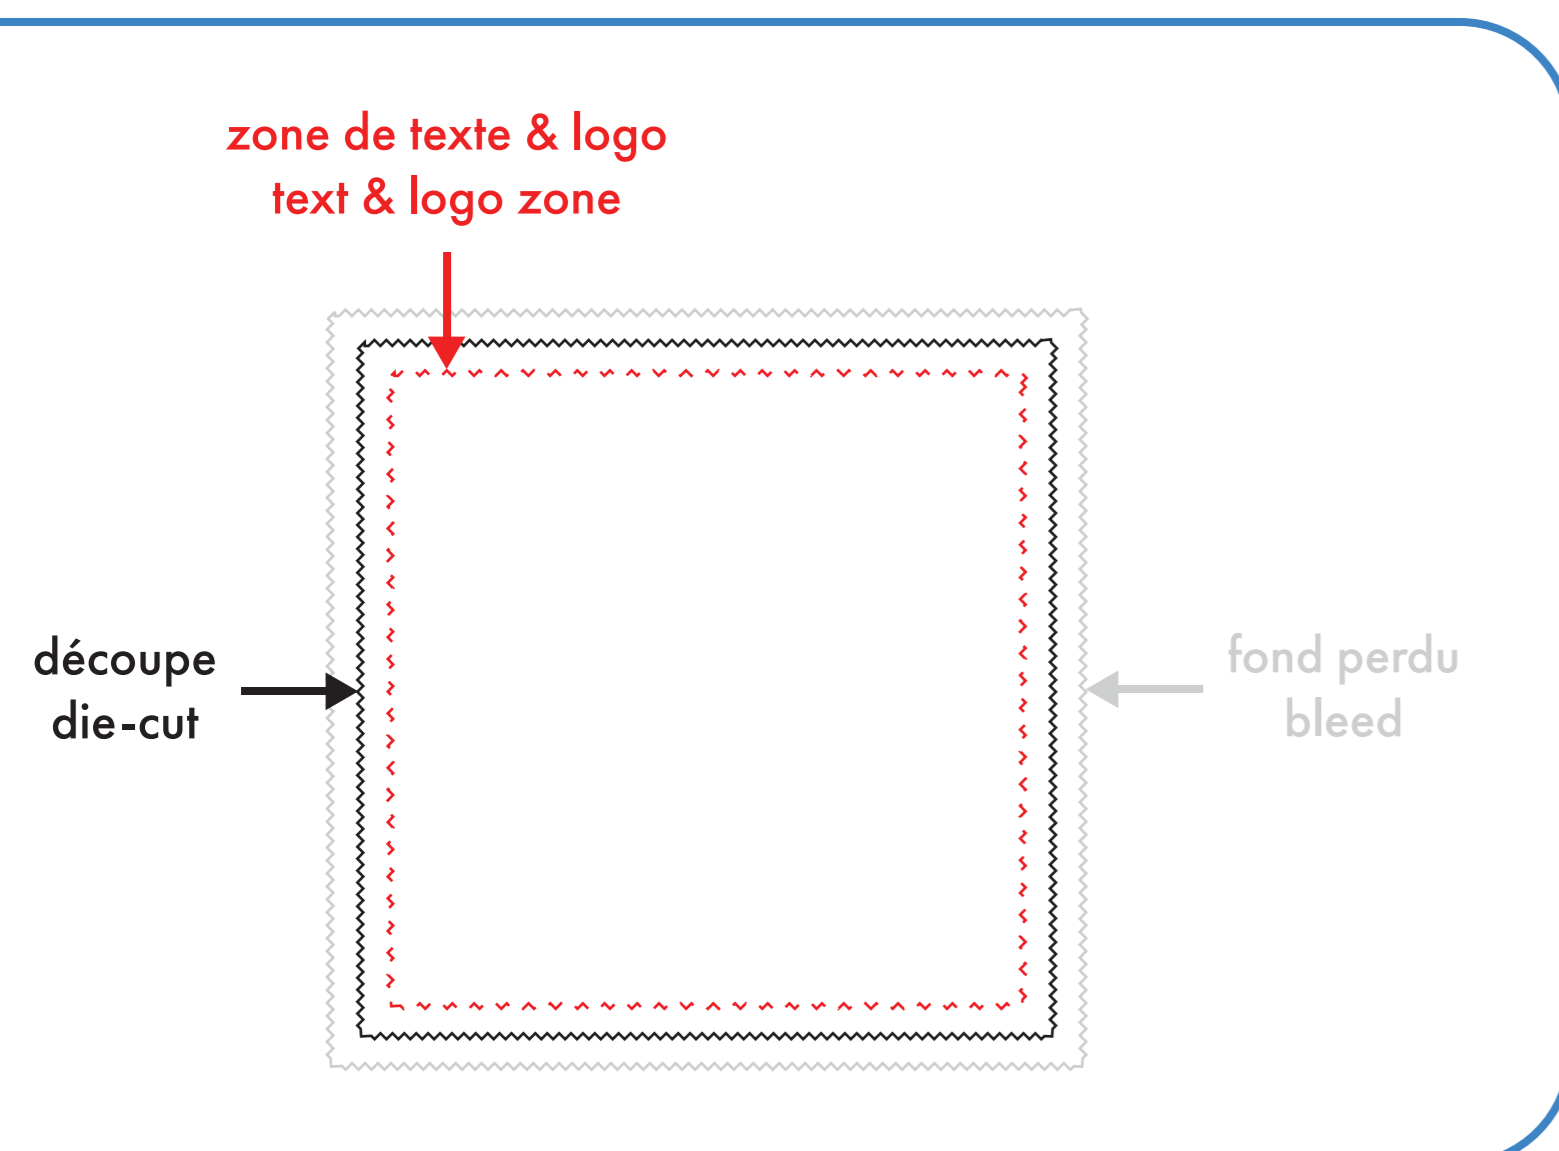 zone de texte & logo
text & logo zone
découpe
die-cut
fond perdu
bleed